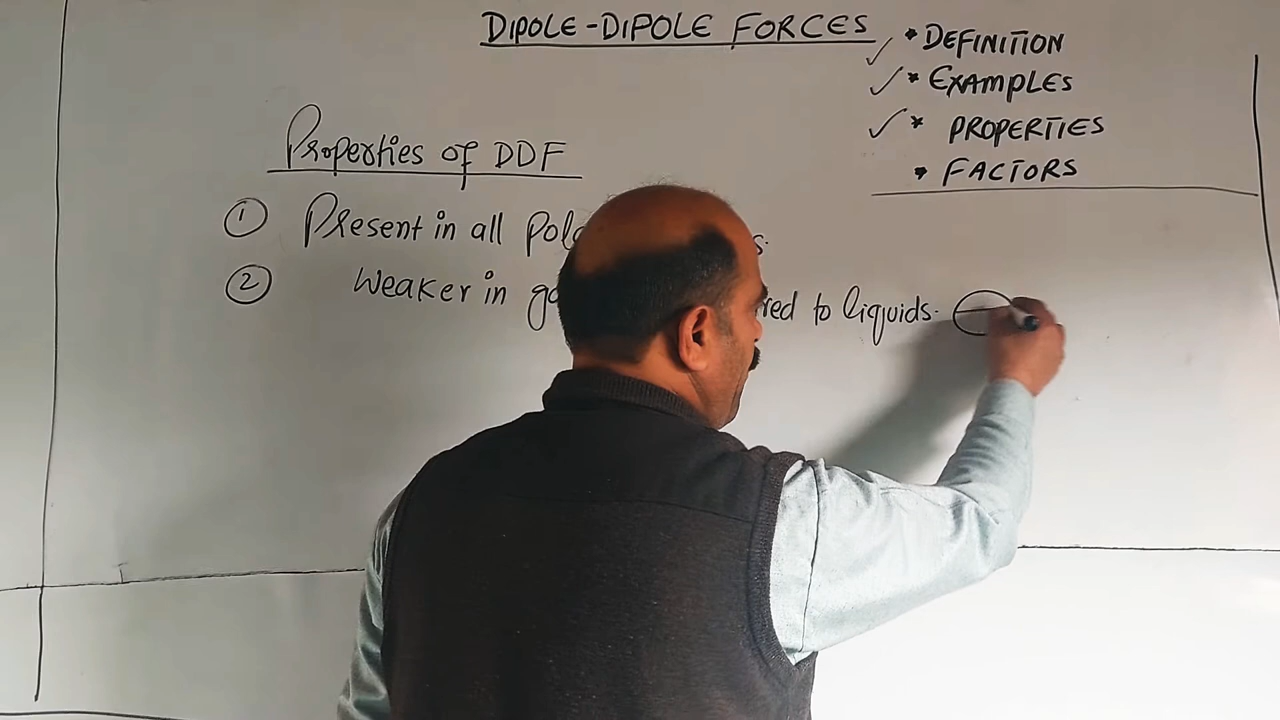 DIPOLE-DIPOLE FORCES
* DEFINITION
* EXAMPLES
* PROPERTIES
* FACTORS
Properties of DDF
① Present in all
② Weaker in to liquids.